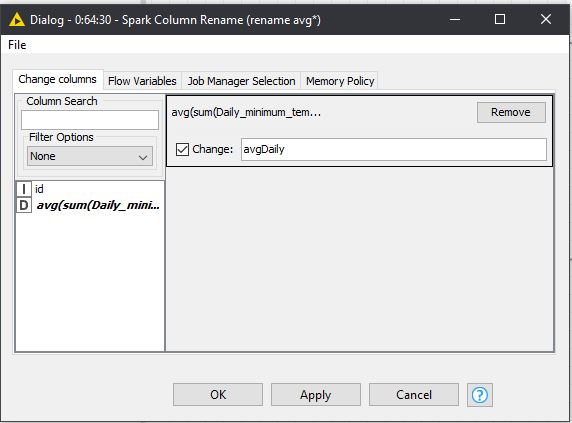 Dialog - 0:64:30 - Spark Column Rename (rename avg*)
File
Change columns Flow Variables Job Manager Selection Memory Policy
Column Search
Filter Options
None
I id
D avg(sum(Daily_mini...
avg(sum(Daily_minimum_tem... Remove
Change: avgDaily
OK Apply Cancel ?